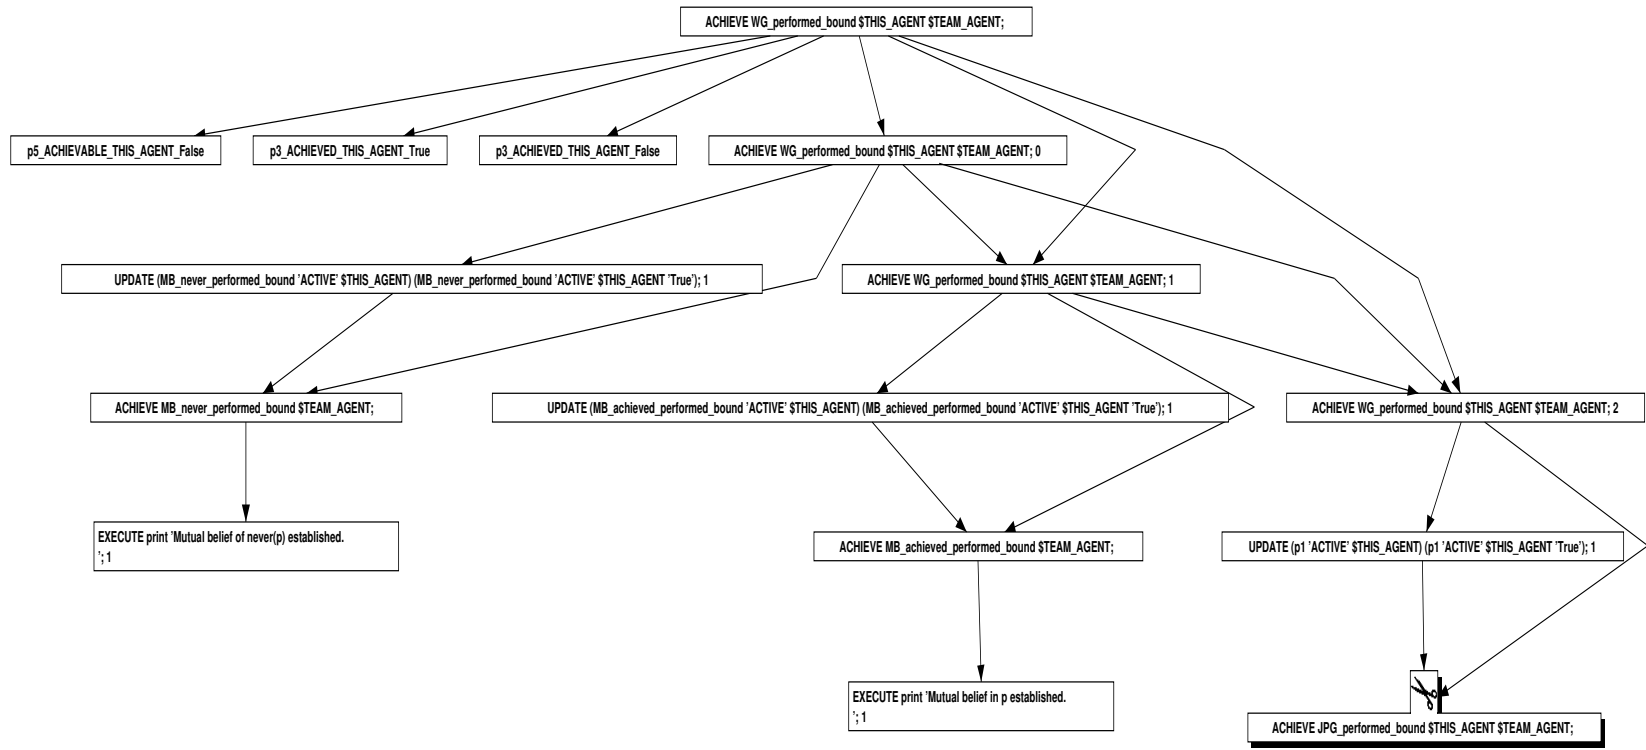 ACHIEVE WG_performed_bound $THIS_AGENT $TEAM_AGENT;
p5_ACHIEVABLE_THIS_AGENT_False
p3_ACHIEVED_THIS_AGENT_True
p3_ACHIEVED_THIS_AGENT_False
ACHIEVE WG_performed_bound $THIS_AGENT $TEAM_AGENT; 0
UPDATE (MB_never_performed_bound 'ACTIVE' $THIS_AGENT) (MB_never_performed_bound 'ACTIVE' $THIS_AGENT 'True'); 1
ACHIEVE WG_performed_bound $THIS_AGENT $TEAM_AGENT; 1
ACHIEVE MB_never_performed_bound $TEAM_AGENT;
UPDATE (MB_achieved_performed_bound 'ACTIVE' $THIS_AGENT) (MB_achieved_performed_bound 'ACTIVE' $THIS_AGENT 'True'); 1
ACHIEVE WG_performed_bound $THIS_AGENT $TEAM_AGENT; 2
EXECUTE print 'Mutual belief of never(p) established.
'; 1
ACHIEVE MB_achieved_performed_bound $TEAM_AGENT;
UPDATE (p1 'ACTIVE' $THIS_AGENT) (p1 'ACTIVE' $THIS_AGENT 'True'); 1
EXECUTE print 'Mutual belief in p established.
'; 1
ACHIEVE JPG_performed_bound $THIS_AGENT $TEAM_AGENT;